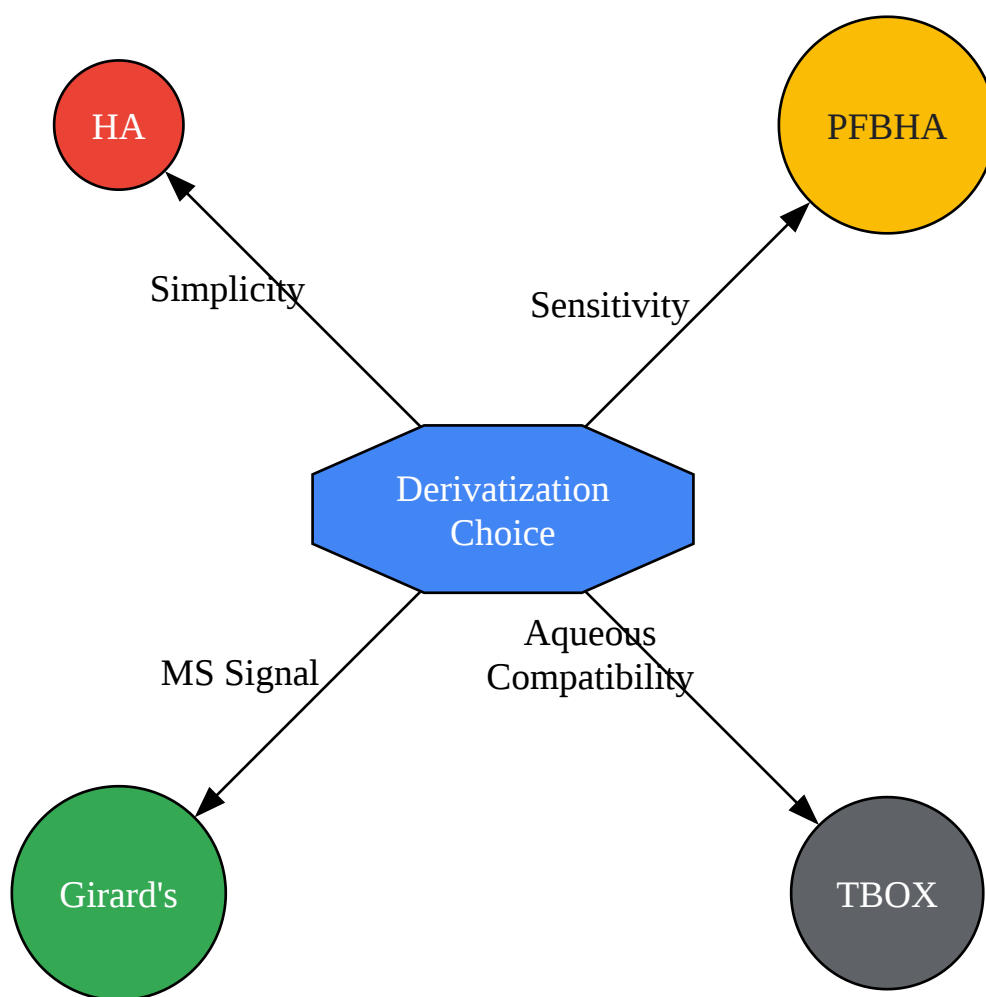 HA
PFBHA
Simplicity
Sensitivity
Derivatization
Choice
Aqueous
Compatibility
MS Signal
Girard's
TBOX